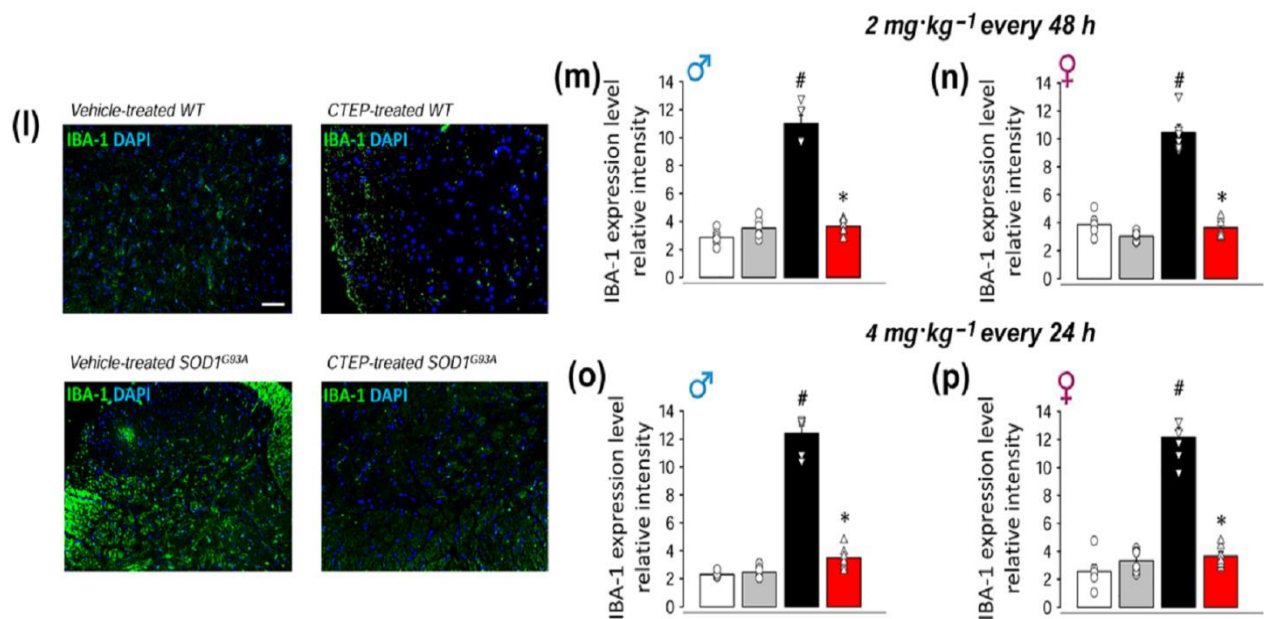 2 mg·kg−1 every 48 h
(l)
Vehicle-treated WT
CTEP-treated WT
IBA-1 DAPI
IBA-1 DAPI
Vehicle-treated SOD1G93A
CTEP-treated SOD1G93A
IBA-1 DAPI
IBA-1 DAPI
(m)
♂
IBA-1 expression level
relative intensity
14
12
10
8
6
4
2
0
#
*
(n)
♀
IBA-1 expression level
relative intensity
14
12
10
8
6
4
2
0
#
*
4 mg·kg−1 every 24 h
(o)
♂
IBA-1 expression level
relative intensity
14
12
10
8
6
4
2
0
#
*
(p)
♀
IBA-1 expression level
relative intensity
14
12
10
8
6
4
2
0
#
*